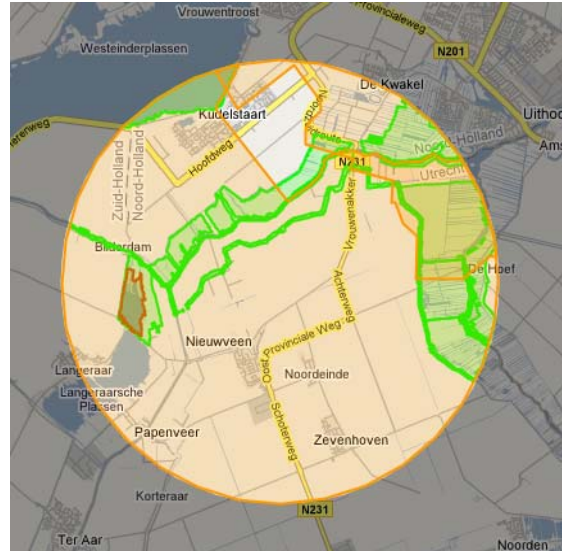 Vrouwentroost
Provincialeweg
Westeinderplassen
N201
De Kwakel
Kudelstaart
Uithoo
Noord
Hoofdweg
Noord-Holland
Ams
N231
Utrecht
Zuid-Holland
Noord-Holland
Vrouwenakker
Bilderdam
De Hoef
Achterweg
Nieuwveen
Oost Provinciale Weg
Langeraar
Noordeinde
Langeraarsche
Plassen
Schoterweg
Papenveer
Zevenhoven
Korteraar
N231
Ter Aar
Noorden